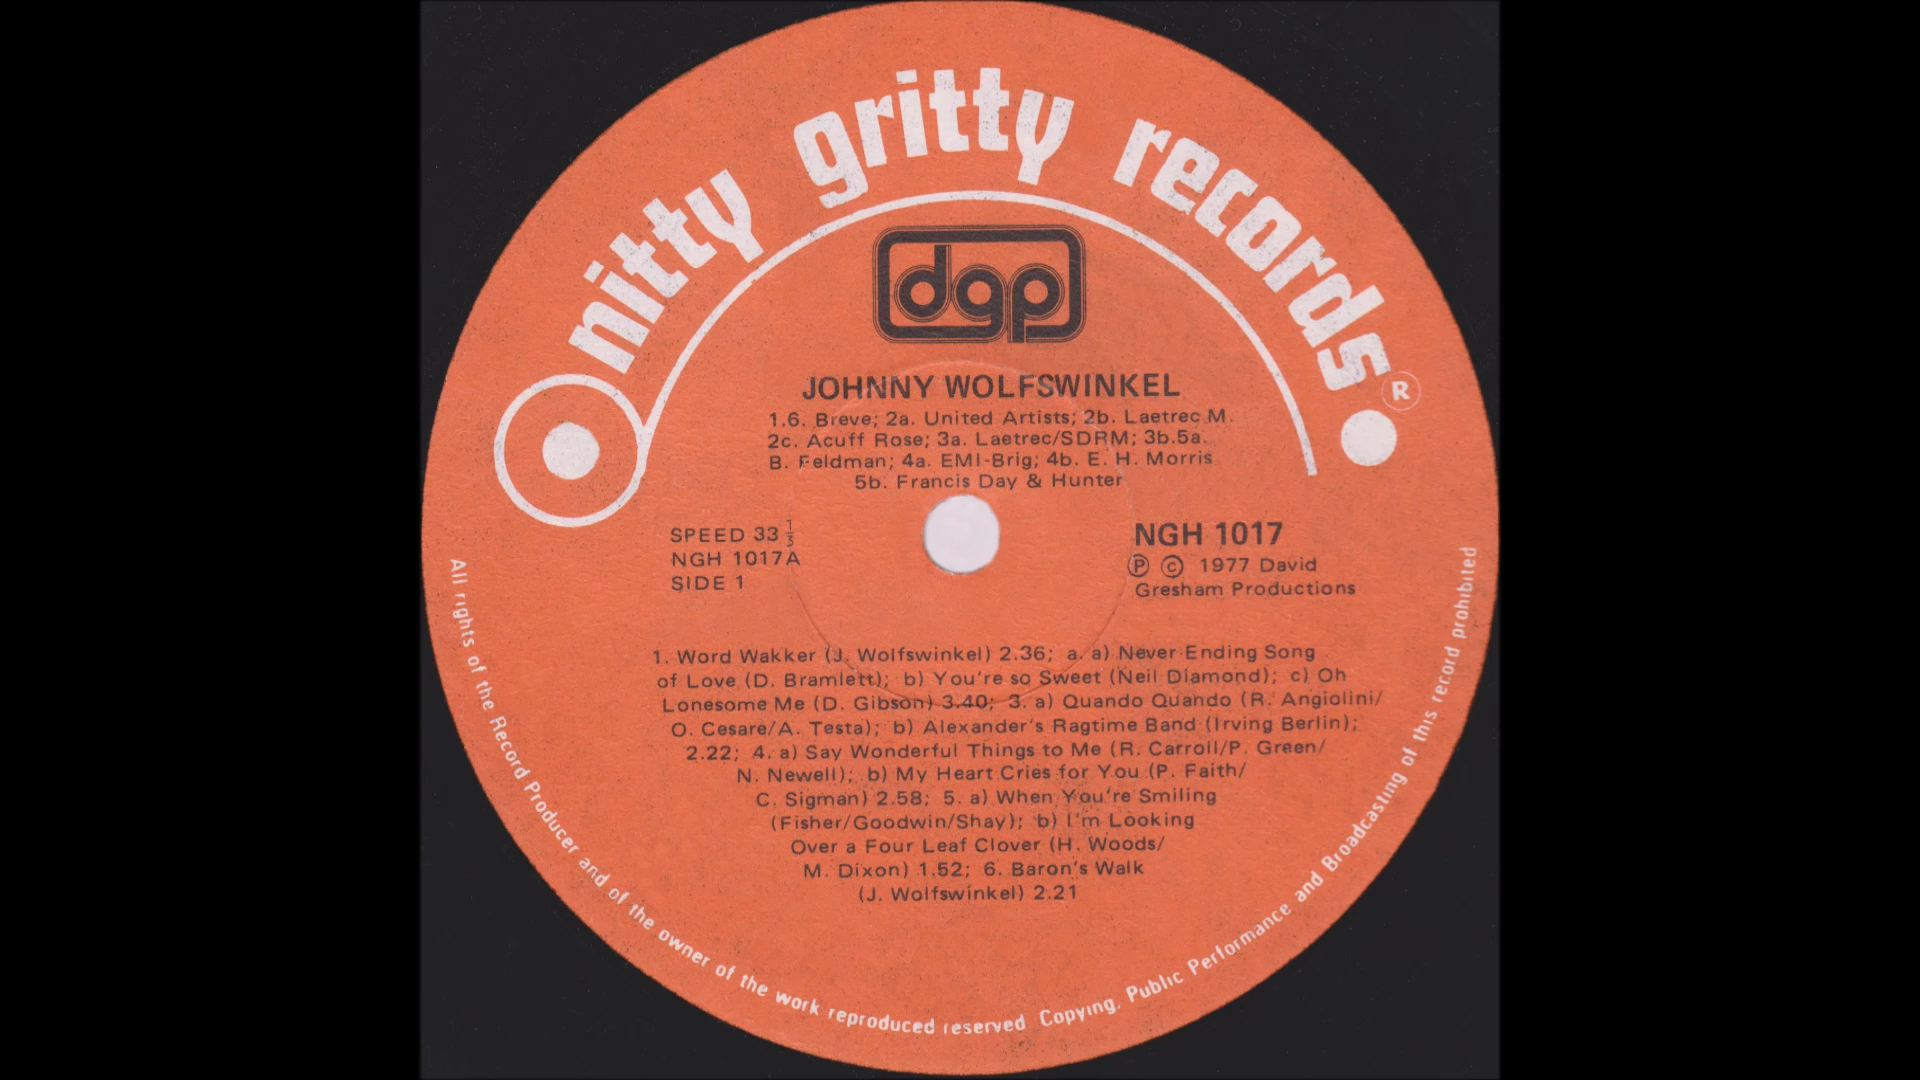 nitty gritty records
®
dgp
JOHNNY WOLFSWINKEL
1.6. Breve; 2a. United Artists; 2b. Laetrec M.
2c. Acuff Rose; 3a. Laetrec/SDRM; 3b.5a.
B. Feldman; 4a. EMI-Brig; 4b. E. H. Morris
5b. Francis Day & Hunter
SPEED 33 1/3
NGH 1017A
SIDE 1
NGH 1017
Ⓟ © 1977 David
Gresham Productions
1. Word Wakker (J. Wolfswinkel) 2.36; a. a) Never Ending Song
of Love (D. Bramlett); b) You're so Sweet (Neil Diamond); c) Oh
Lonesome Me (D. Gibson) 3.40; 3. a) Quando Quando (R. Angiolini/
O. Cesare/A. Testa); b) Alexander's Ragtime Band (Irving Berlin);
2.22; 4. a) Say Wonderful Things to Me (R. Carroll/P. Green/
N. Newell); b) My Heart Cries for You (P. Faith/
C. Sigman) 2.58; 5. a) When You're Smiling
(Fisher/Goodwin/Shay); b) I'm Looking
Over a Four Leaf Clover (H. Woods/
M. Dixon) 1.52; 6. Baron's Walk
(J. Wolfswinkel) 2.21
All rights of the Record Producer and of the owner of the work reproduced reserved Copying, Public Performance and Broadcasting of this record prohibited